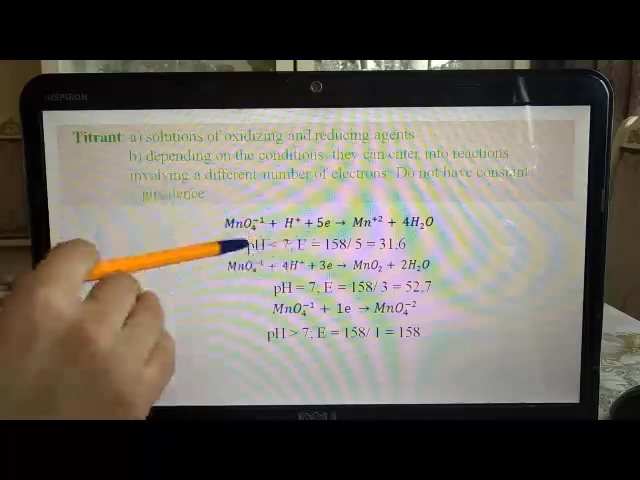 INSPIRON
Titrant: a) solutions of oxidizing and reducing agents
b) depending on the conditions, they can enter into reactions
involving a different number of electrons. Do not have constant
MnO₄⁻¹ + H⁺ + 5e → Mn⁺² + 4H₂O
pH < 7; E = 158/ 5 = 31.6
MnO₄⁻¹ + 4H⁺ + 3e → MnO₂ + 2H₂O
pH = 7; E = 158/ 3 = 52.7
MnO₄⁻¹ + 1e → MnO₄⁻²
pH > 7; E = 158/ 1 = 158
DELL